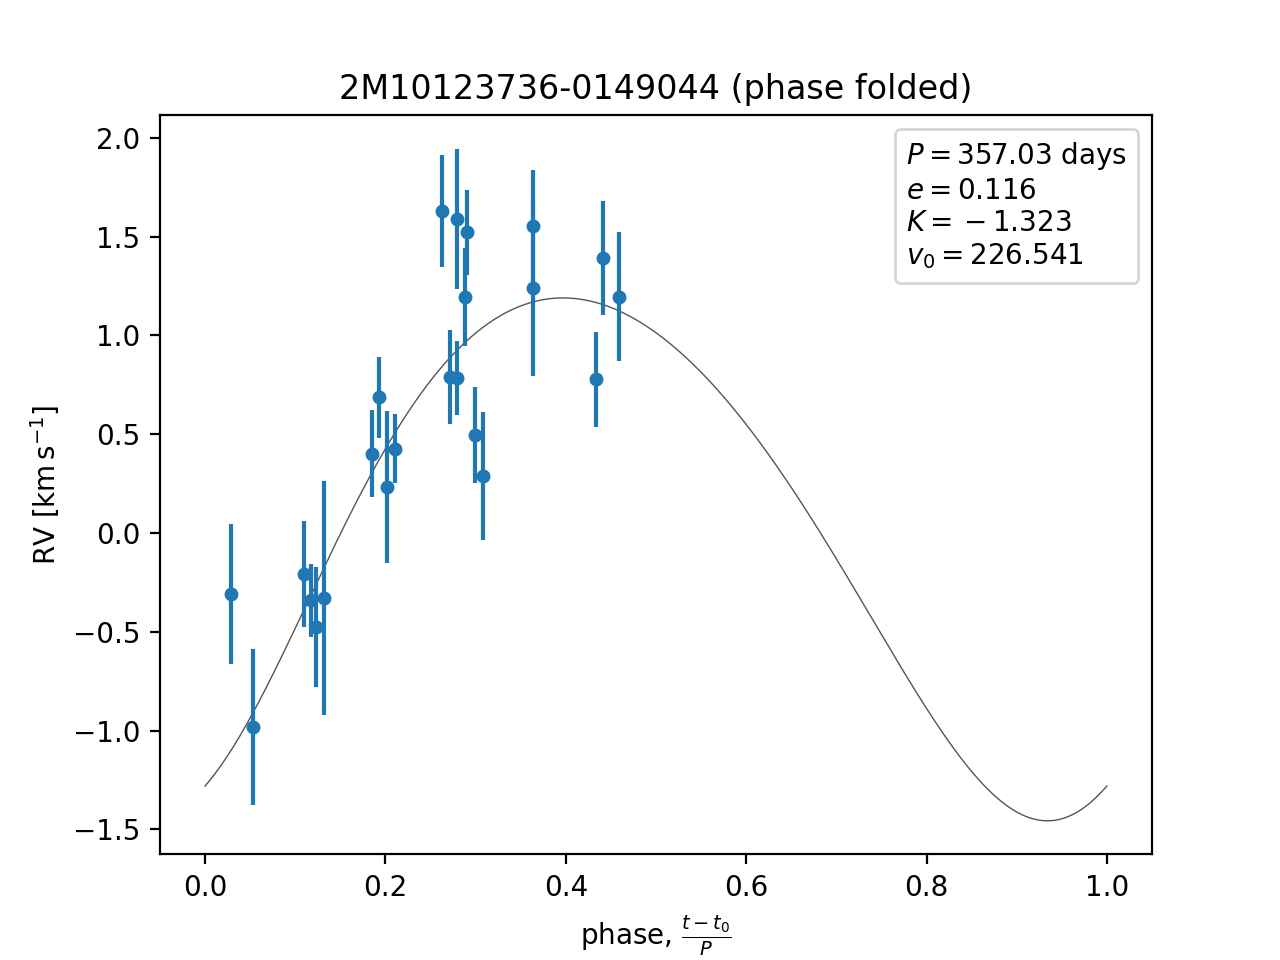 2M10123736-0149044 (phase folded)
P = 357.03 days
e = 0.116
K = − 1.323
v₀ = 226.541
2.0
1.5
1.0
0.5
0.0
−0.5
−1.0
−1.5
RV [km s⁻¹]
0.0 0.2 0.4 0.6 0.8 1.0
phase, (t − t₀)/P